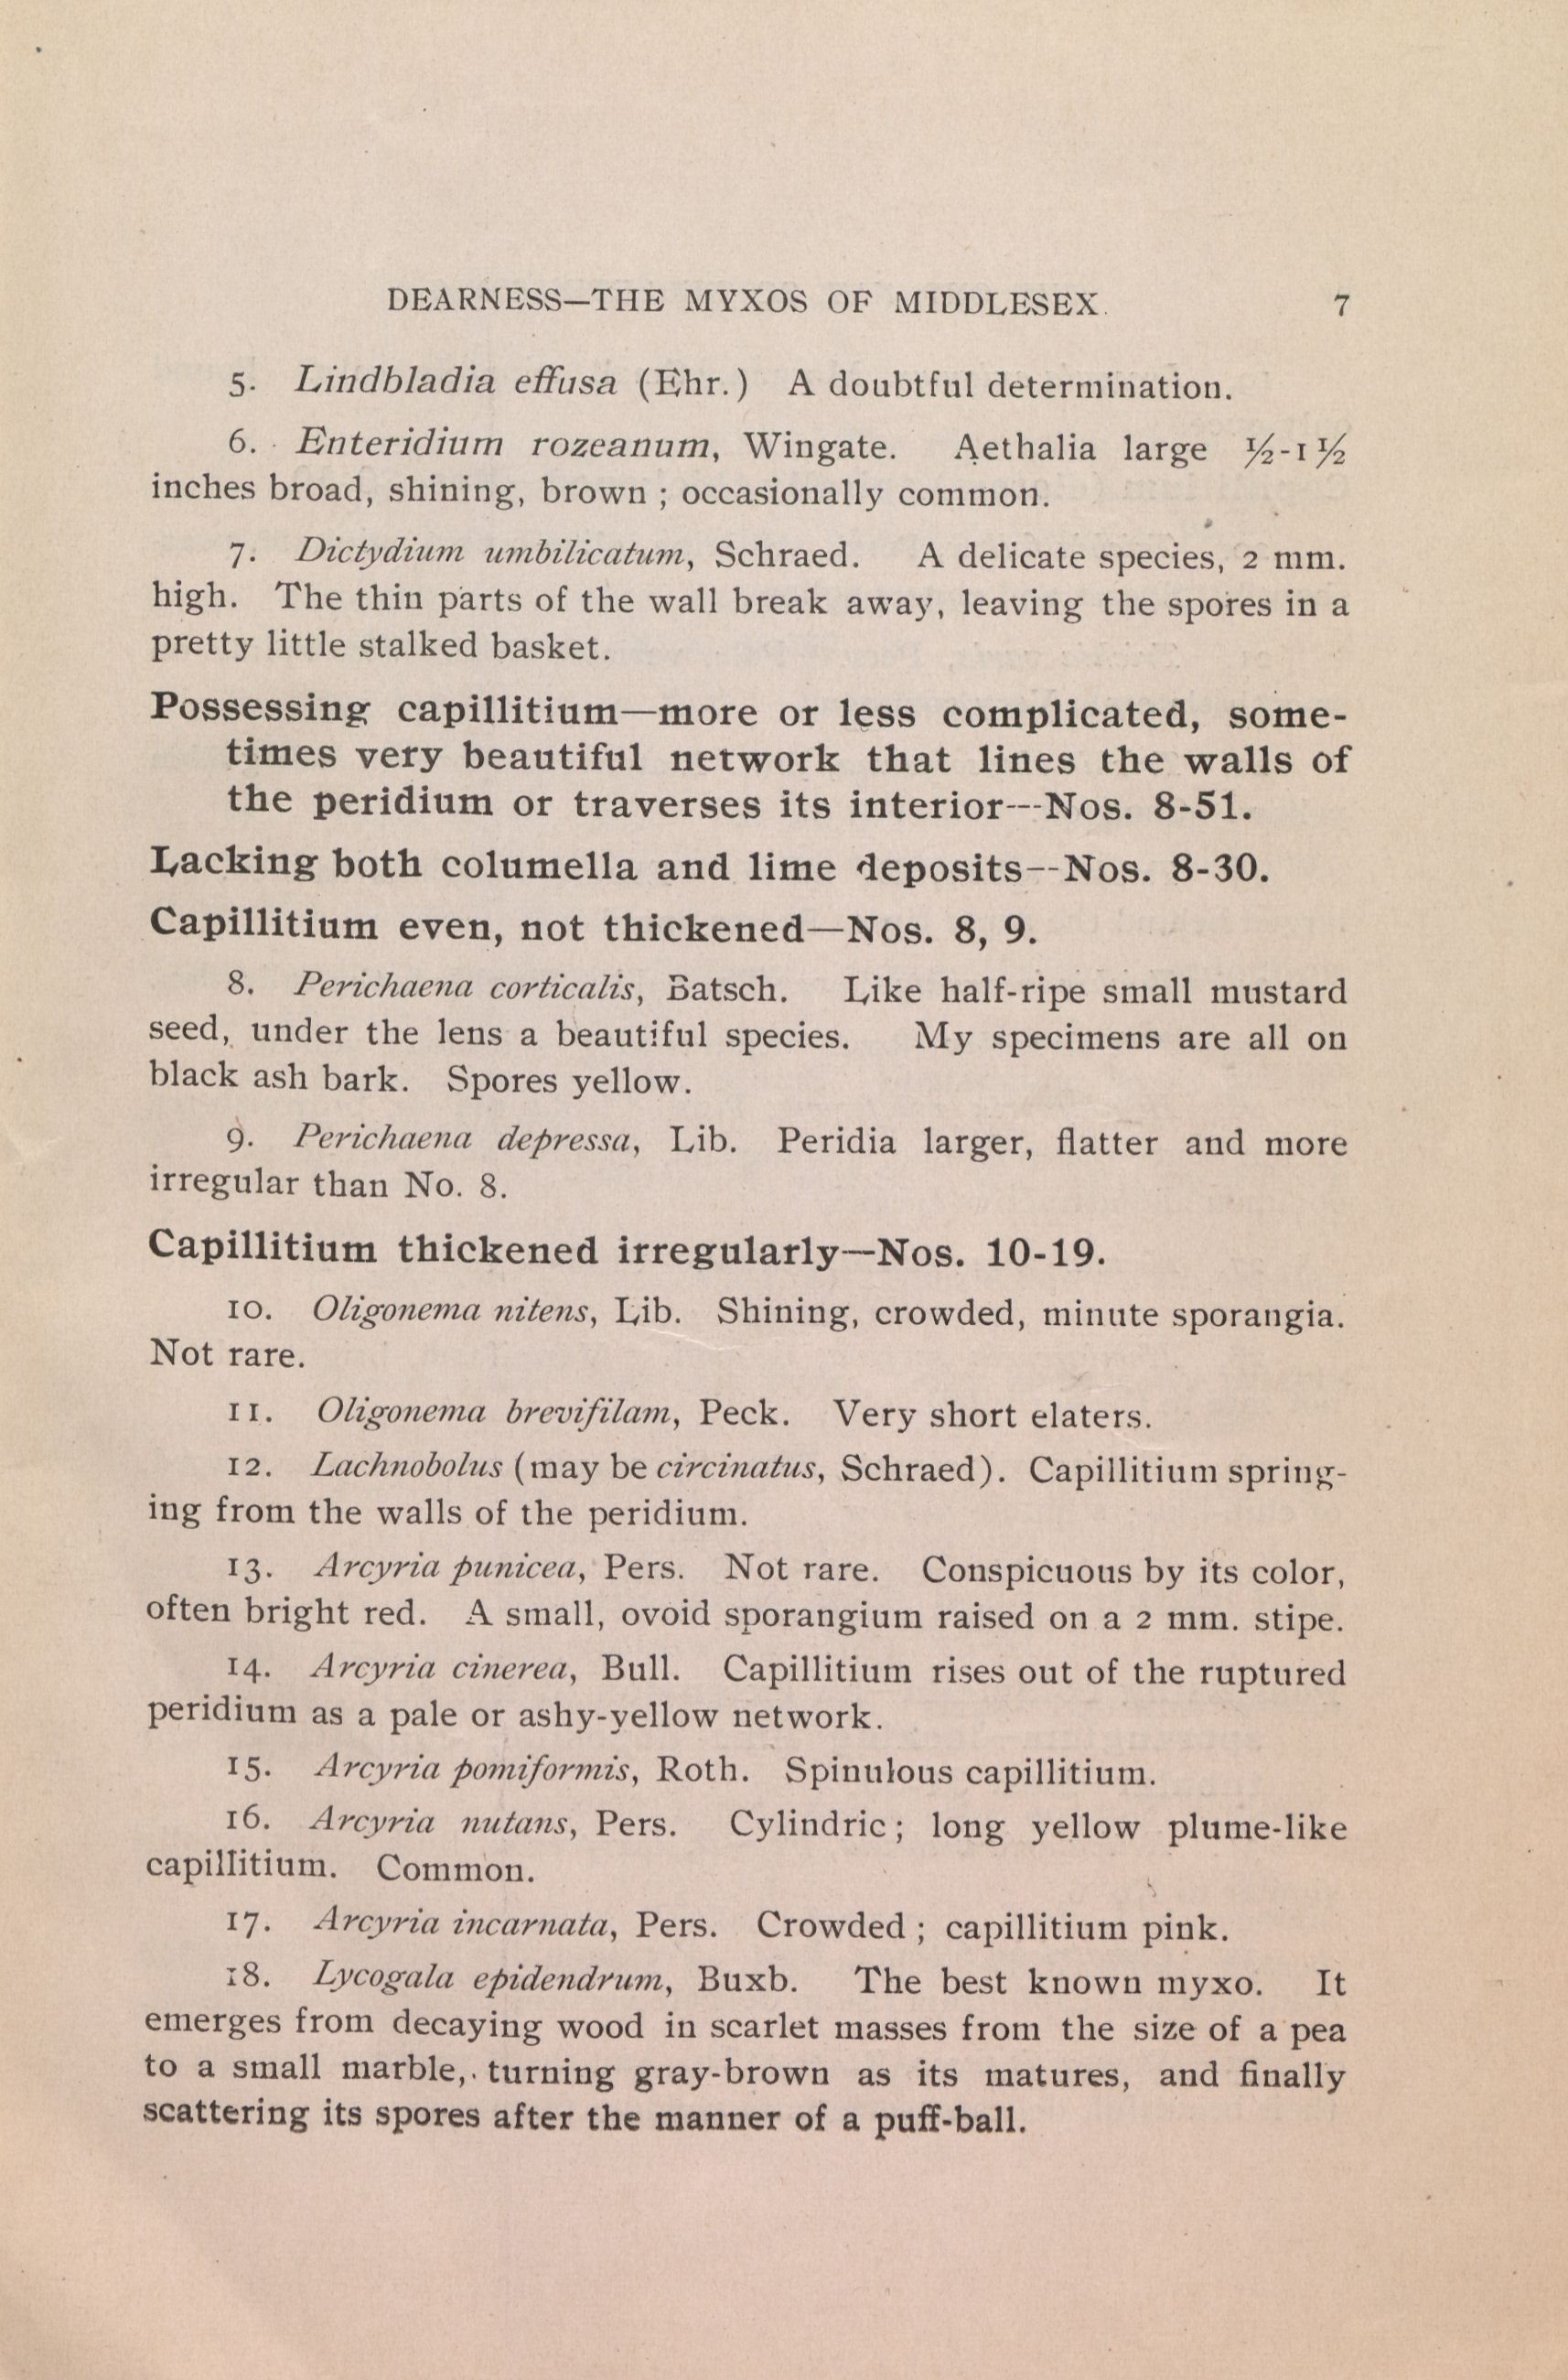 DEARNESS—THE MYXOS OF MIDDLESEX. 7
5. Lindbladia effusa (Ehr.) A doubtful determination.
6. Enteridium rozeanum, Wingate. Aethalia large ½-1½
inches broad, shining, brown ; occasionally common.
7. Dictydium umbilicatum, Schraed. A delicate species, 2 mm.
high. The thin parts of the wall break away, leaving the spores in a
pretty little stalked basket.
Possessing capillitium—more or less complicated, some-
times very beautiful network that lines the walls of
the peridium or traverses its interior---Nos. 8-51.
Lacking both columella and lime deposits--Nos. 8-30.
Capillitium even, not thickened—Nos. 8, 9.
8. Perichaena corticalis, Batsch. Like half-ripe small mustard
seed, under the lens a beautiful species. My specimens are all on
black ash bark. Spores yellow.
9. Perichaena depressa, Lib. Peridia larger, flatter and more
irregular than No. 8.
Capillitium thickened irregularly—Nos. 10-19.
10. Oligonema nitens, Lib. Shining, crowded, minute sporangia.
Not rare.
11. Oligonema brevifilam, Peck. Very short elaters.
12. Lachnobolus (may be circinatus, Schraed). Capillitium spring-
ing from the walls of the peridium.
13. Arcyria punicea, Pers. Not rare. Conspicuous by its color,
often bright red. A small, ovoid sporangium raised on a 2 mm. stipe.
14. Arcyria cinerea, Bull. Capillitium rises out of the ruptured
peridium as a pale or ashy-yellow network.
15. Arcyria pomiformis, Roth. Spinulous capillitium.
16. Arcyria nutans, Pers. Cylindric ; long yellow plume-like
capillitium. Common.
17. Arcyria incarnata, Pers. Crowded ; capillitium pink.
18. Lycogala epidendrum, Buxb. The best known myxo. It
emerges from decaying wood in scarlet masses from the size of a pea
to a small marble, turning gray-brown as its matures, and finally
scattering its spores after the manner of a puff-ball.